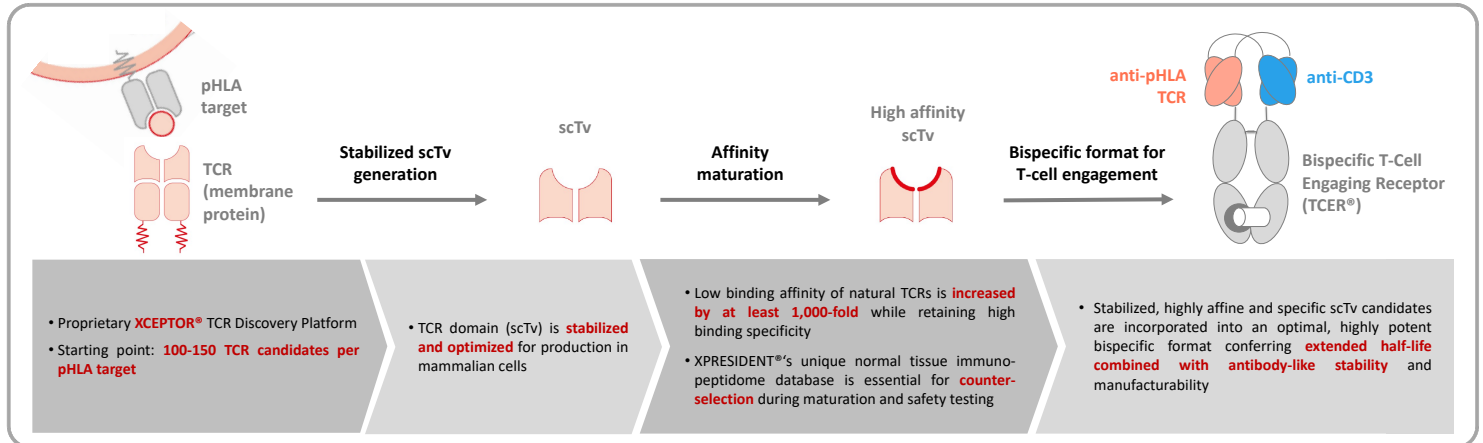 pHLA
target
TCR
(membrane
protein)
Stabilized scTv
generation
scTv
Affinity
maturation
High affinity
scTv
Bispecific format for
T-cell engagement
anti-pHLA
TCR
anti-CD3
Bispecific T-Cell
Engaging Receptor
(TCER®)
• Proprietary XCEPTOR® TCR Discovery Platform
• Starting point: 100-150 TCR candidates per
pHLA target
• TCR domain (scTv) is stabilized
and optimized for production in
mammalian cells
• Low binding affinity of natural TCRs is increased
by at least 1,000-fold while retaining high
binding specificity
• XPRESIDENT®‘s unique normal tissue immuno-
peptidome database is essential for counter-
selection during maturation and safety testing
• Stabilized, highly affine and specific scTv candidates
are incorporated into an optimal, highly potent
bispecific format conferring extended half-life
combined with antibody-like stability and
manufacturability